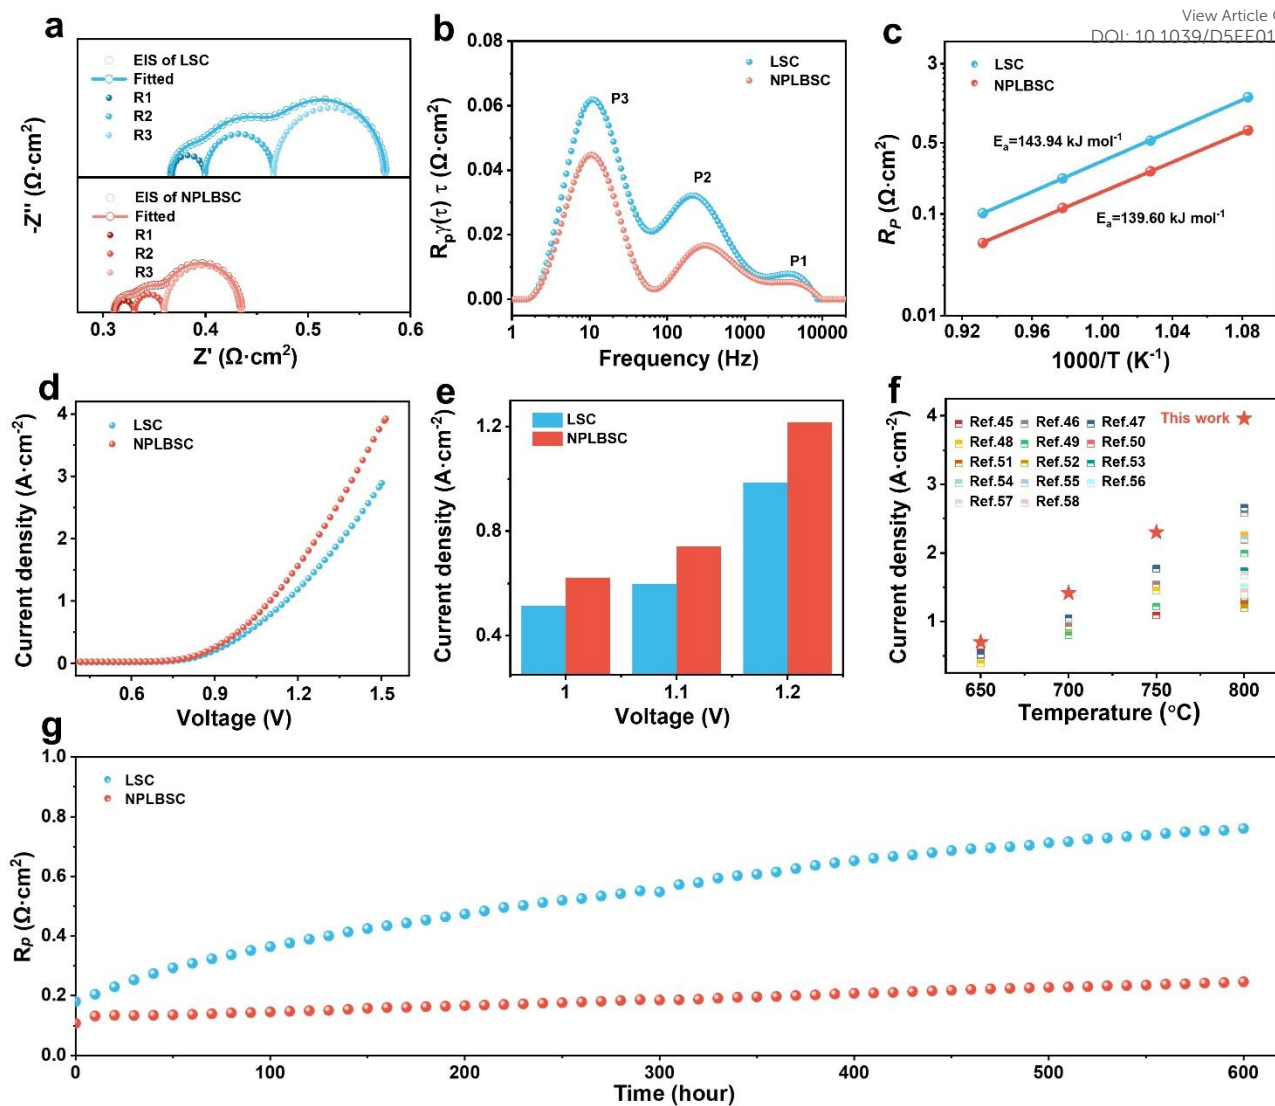 View Article O
DOI: 10.1039/D5EE01
a
EIS of LSC
Fitted
R1
R2
R3
EIS of NPLBSC
Fitted
R1
R2
R3
-Z'' (Ω·cm²)
0.3 0.4 0.5 0.6
Z' (Ω·cm²)
b
LSC
NPLBSC
P3
P2
P1
0.08
0.06
0.04
0.02
0.00
Rₚγ(τ) τ (Ω·cm²)
1 10 100 1000 10000
Frequency (Hz)
c
LSC
NPLBSC
Eₐ=143.94 kJ mol⁻¹
Eₐ=139.60 kJ mol⁻¹
3
0.5
0.1
0.01
R_P (Ω·cm²)
0.92 0.96 1.00 1.04 1.08
1000/T (K⁻¹)
d
LSC
NPLBSC
4
3
2
1
0
Current density (A·cm⁻²)
0.6 0.9 1.2 1.5
Voltage (V)
e
LSC
NPLBSC
1.2
0.8
0.4
Current density (A·cm⁻²)
1 1.1 1.2
Voltage (V)
f
This work
Ref.45 Ref.46 Ref.47
Ref.48 Ref.49 Ref.50
Ref.51 Ref.52 Ref.53
Ref.54 Ref.55 Ref.56
Ref.57 Ref.58
4
3
2
1
Current density (A·cm⁻²)
650 700 750 800
Temperature (°C)
g
LSC
NPLBSC
1.0
0.8
0.6
0.4
0.2
0.0
Rₚ (Ω·cm²)
0 100 200 300 400 500 600
Time (hour)